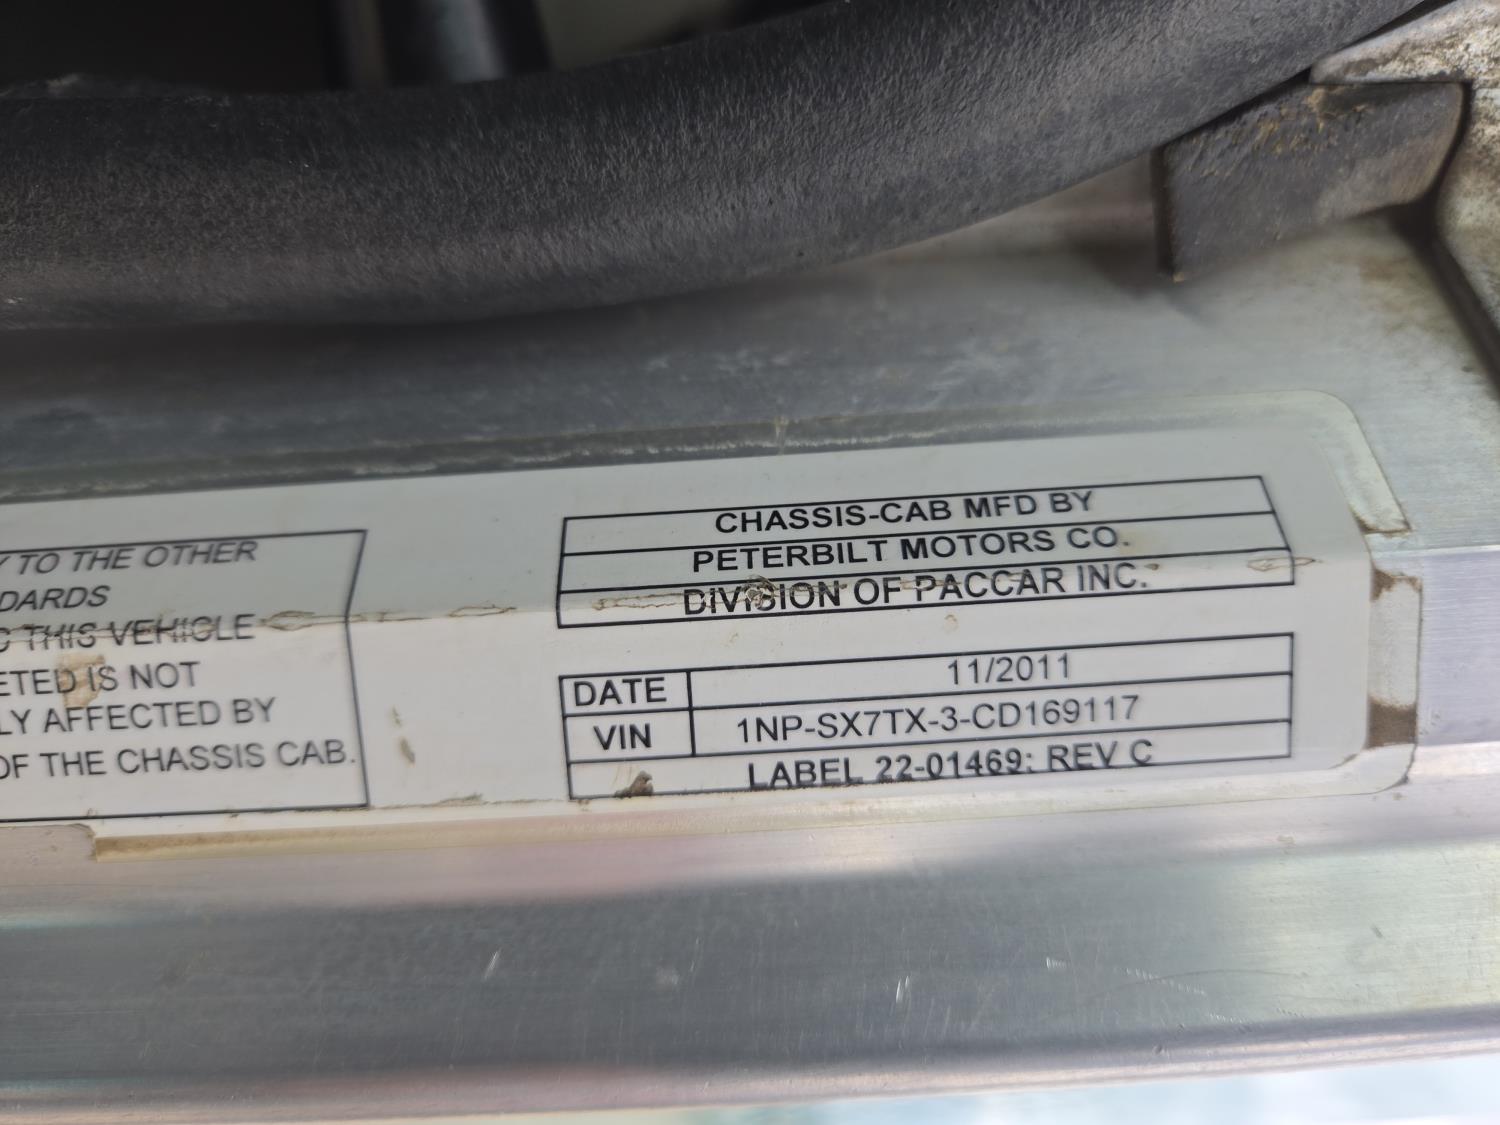 TO THE OTHER
DARDS
THIS VEHICLE
ETED IS NOT
LY AFFECTED BY
OF THE CHASSIS CAB.
CHASSIS-CAB MFD BY
PETERBILT MOTORS CO.
DIVISION OF PACCAR INC.
DATE 11/2011
VIN 1NP-SX7TX-3-CD169117
LABEL 22-01469: REV C